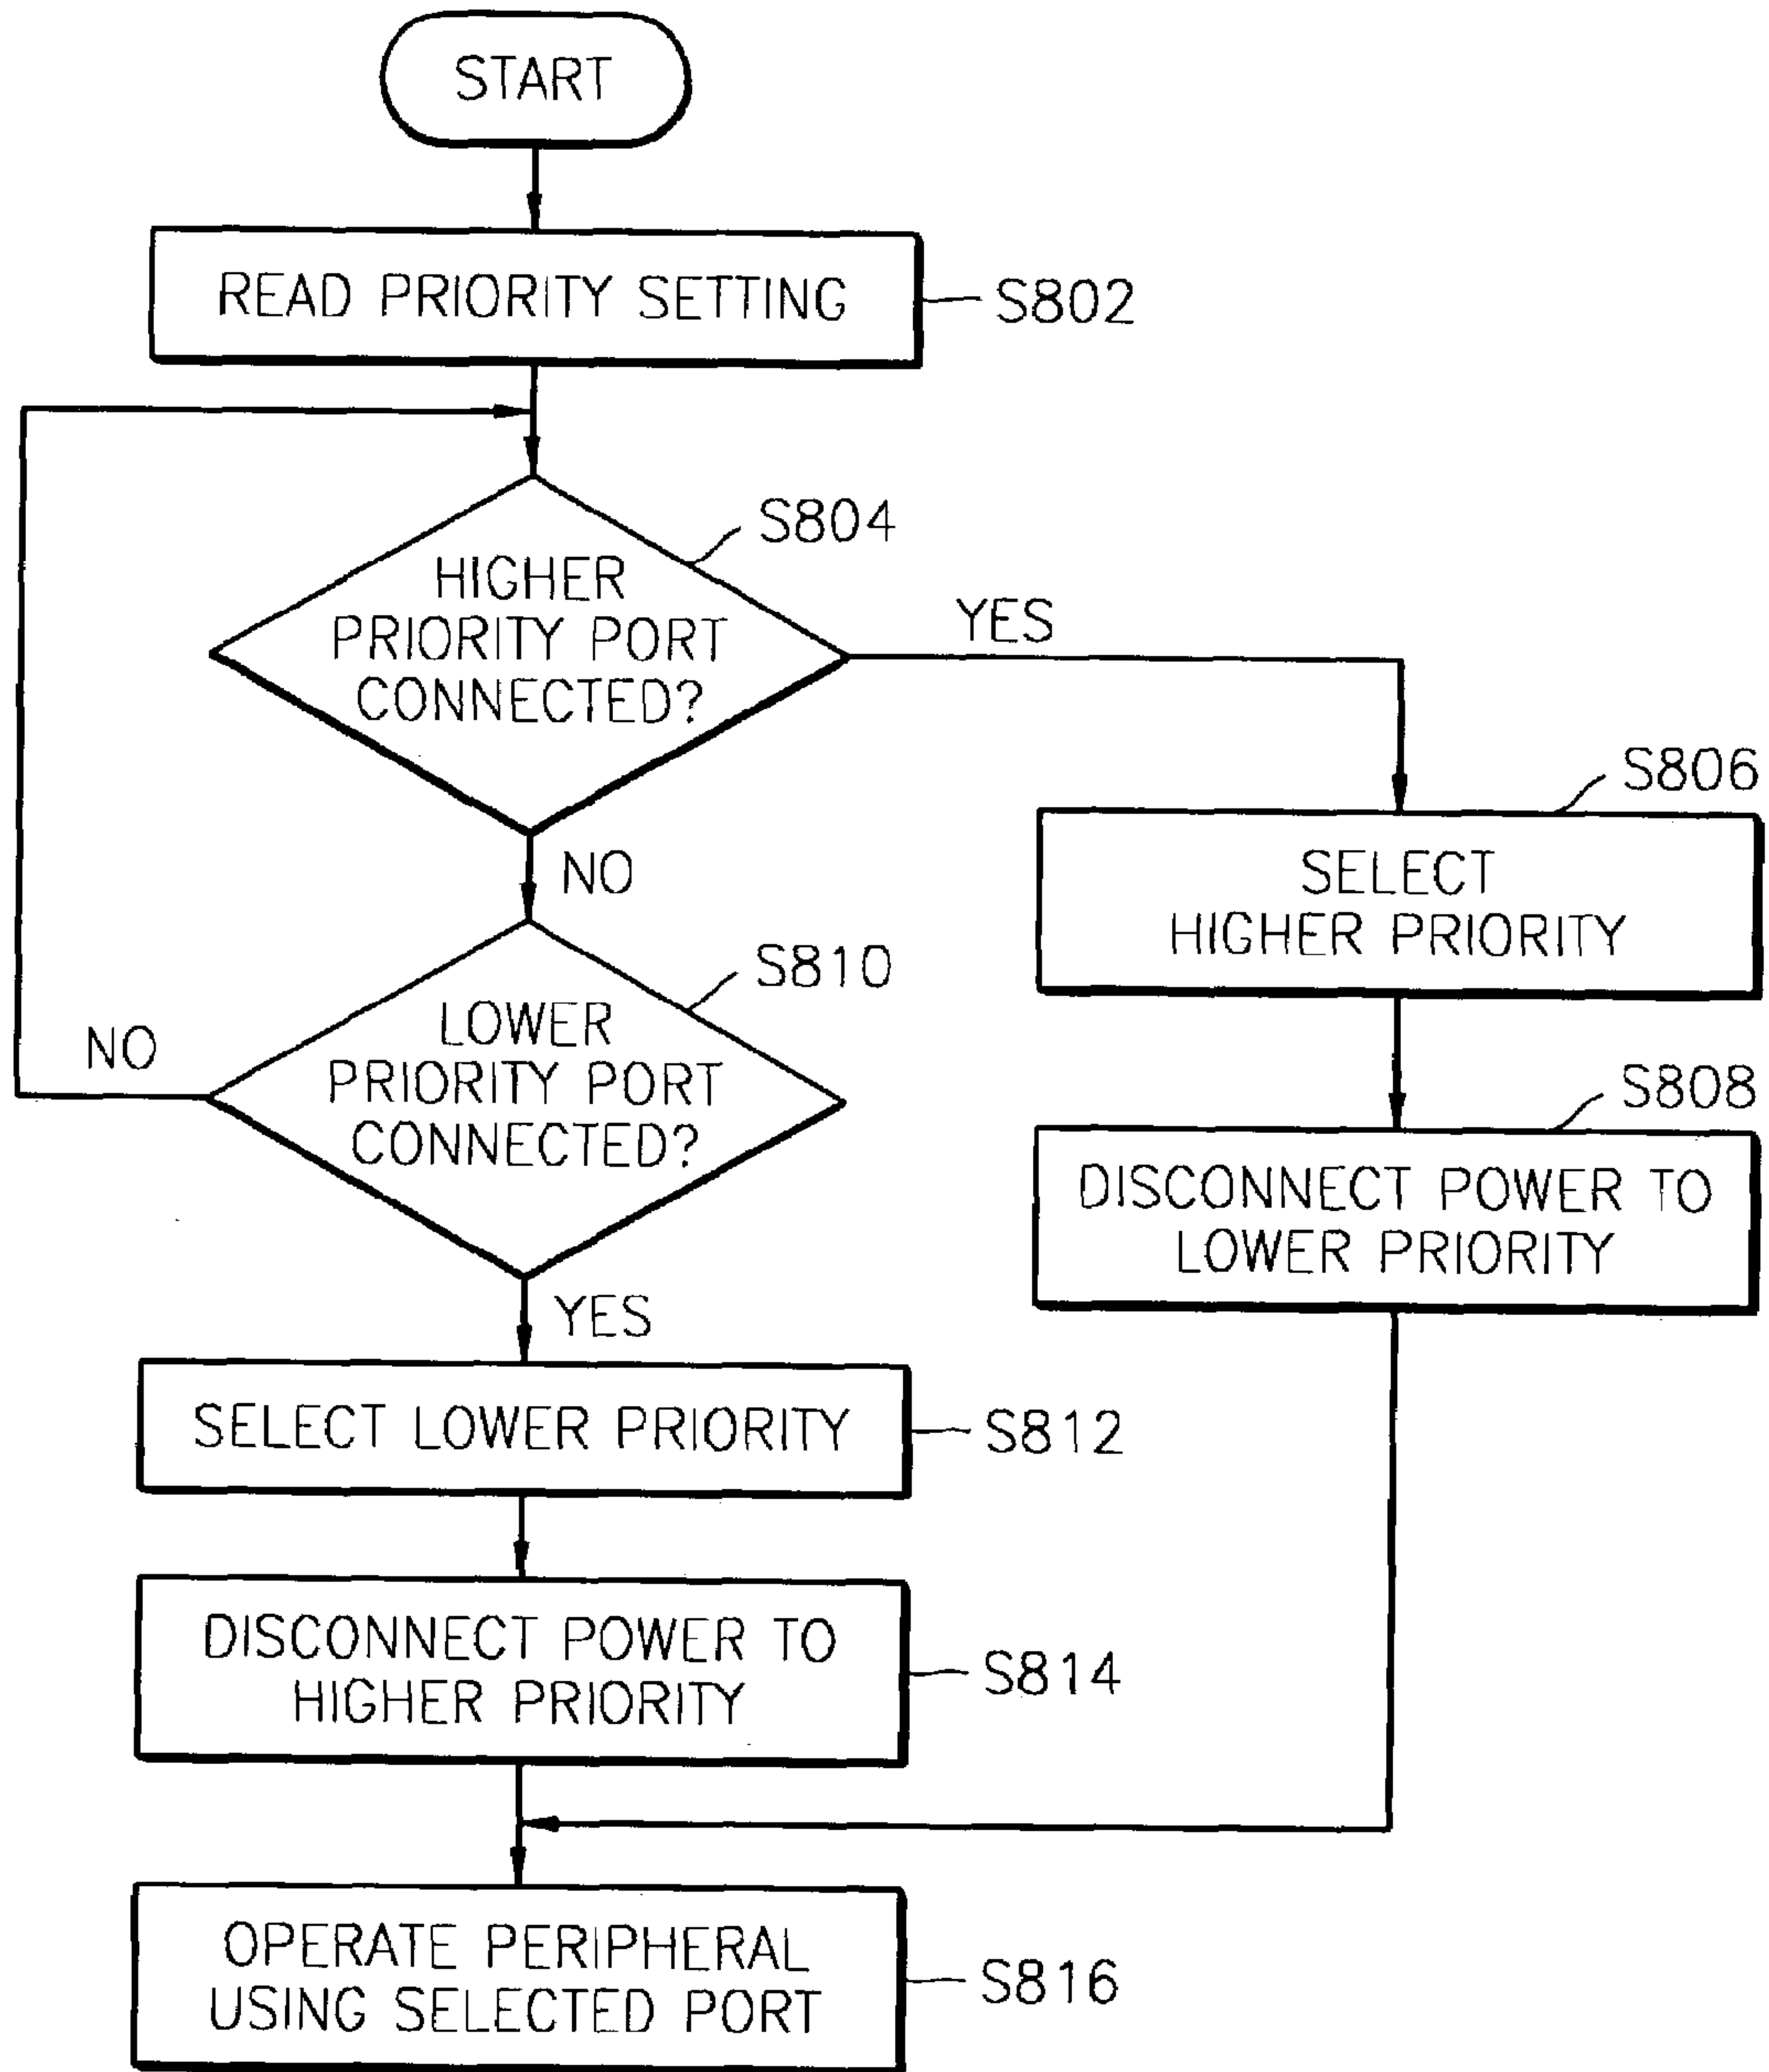 START
READ PRIORITY SETTING
S802
S804
HIGHER
PRIORITY PORT
CONNECTED?
YES
NO
S806
SELECT
HIGHER PRIORITY
S810
LOWER
PRIORITY PORT
CONNECTED?
NO
YES
S808
DISCONNECT POWER TO
LOWER PRIORITY
SELECT LOWER PRIORITY
S812
DISCONNECT POWER TO
HIGHER PRIORITY
S814
OPERATE PERIPHERAL
USING SELECTED PORT
S816